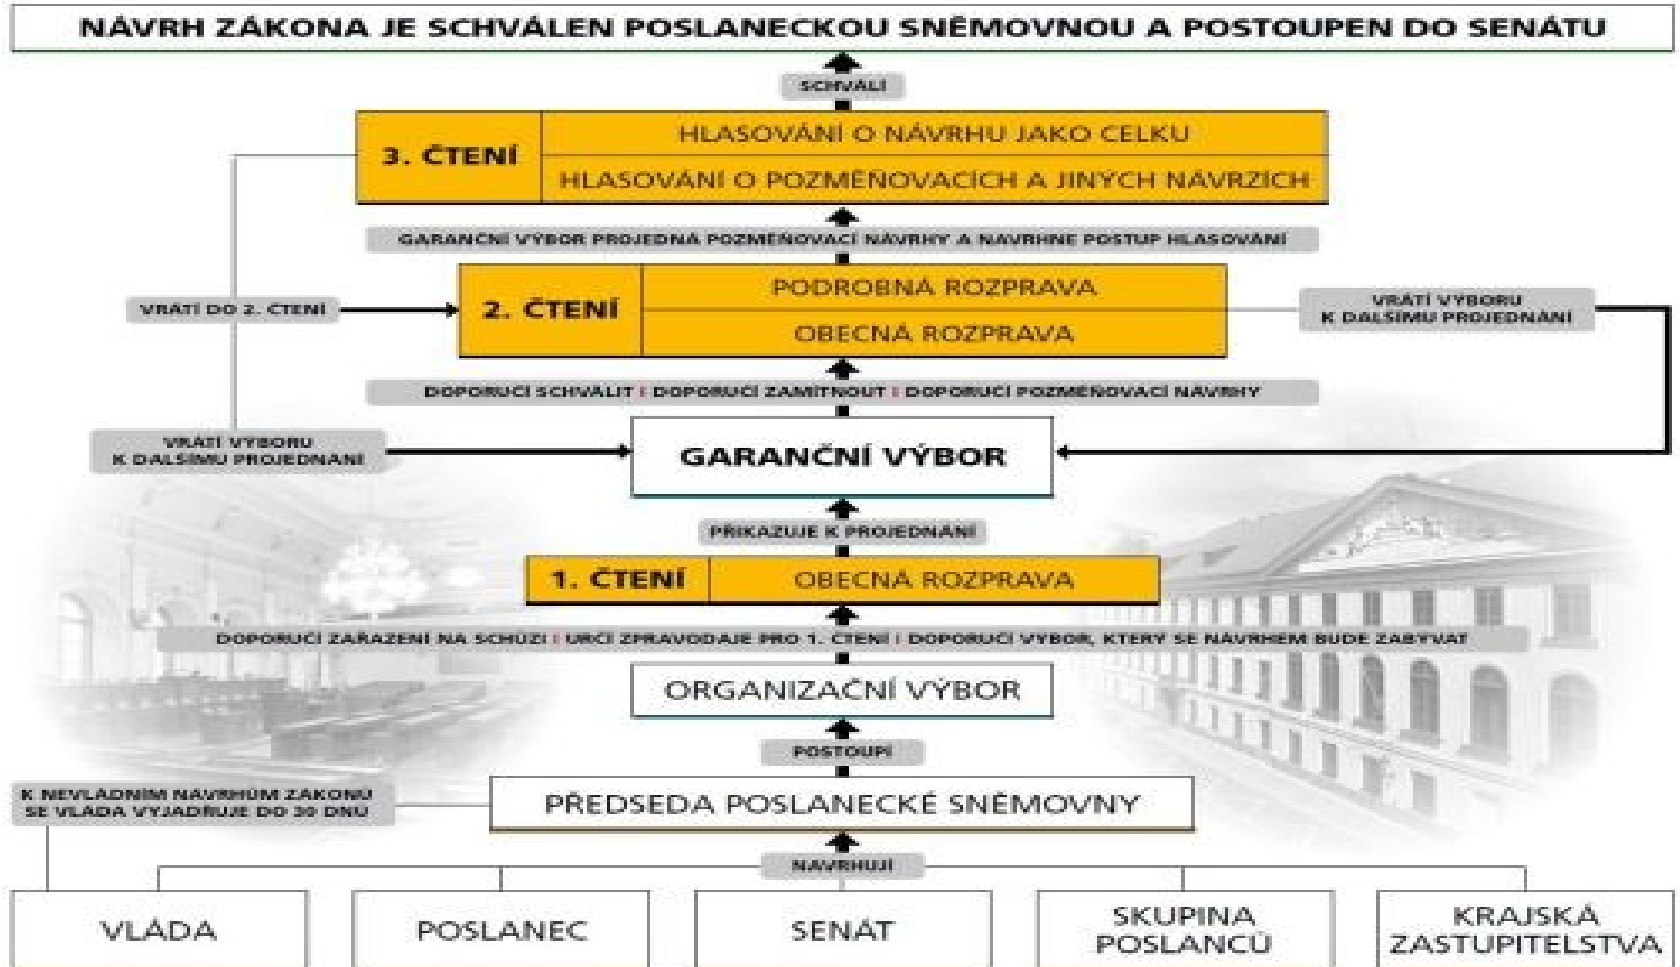 NÁVRH ZÁKONA JE SCHVÁLEN POSLANECKOU SNĚMOVNOU A POSTOUPEN DO SENÁTU
SCHVÁLÍ
3. ČTENÍ
HLASOVÁNÍ O NÁVRHU JAKO CELKU
HLASOVÁNÍ O POZMĚŇOVACÍCH A JINÝCH NÁVRZÍCH
GARANČNÍ VÝBOR PROJEDNÁ POZMĚŇOVACÍ NÁVRHY A NAVRHNE POSTUP HLASOVÁNÍ
VRÁTÍ DO 2. ČTENÍ
2. ČTENÍ
PODROBNÁ ROZPRAVA
OBECNÁ ROZPRAVA
VRÁTÍ VÝBORU
K DALŠÍMU PROJEDNÁNÍ
DOPORUČÍ SCHVÁLIT I DOPORUČÍ ZAMÍTNOUT I DOPORUČÍ POZMĚŇOVACÍ NÁVRHY
VRÁTÍ VÝBORU
K DALŠÍMU PROJEDNÁNÍ
GARANČNÍ VÝBOR
PŘIKAZUJE K PROJEDNÁNÍ
1. ČTENÍ
OBECNÁ ROZPRAVA
DOPORUČÍ ZAŘAZENÍ NA SCHŮZI I URČÍ ZPRAVODAJE PRO 1. ČTENÍ I DOPORUČÍ VÝBOR, KTERÝ SE NÁVRHEM BUDE ZABÝVAT
ORGANIZAČNÍ VÝBOR
POSTOUPÍ
K NEVLÁDNÍM NÁVRHŮM ZÁKONŮ
SE VLÁDA VYJADŘUJE DO 30 DNŮ
PŘEDSEDA POSLANECKÉ SNĚMOVNY
NAVRHUJÍ
VLÁDA
POSLANEC
SENÁT
SKUPINA
POSLANCŮ
KRAJSKÁ
ZASTUPITELSTVA